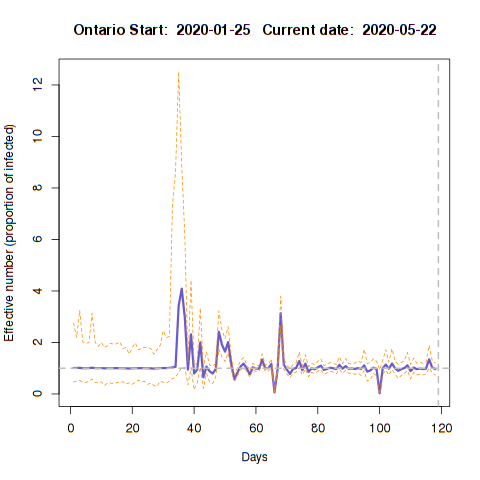 Ontario Start: 2020-01-25 Current date: 2020-05-22
Effective number (proportion of infected)
12
10
8
6
4
2
0
0 20 40 60 80 100 120
Days